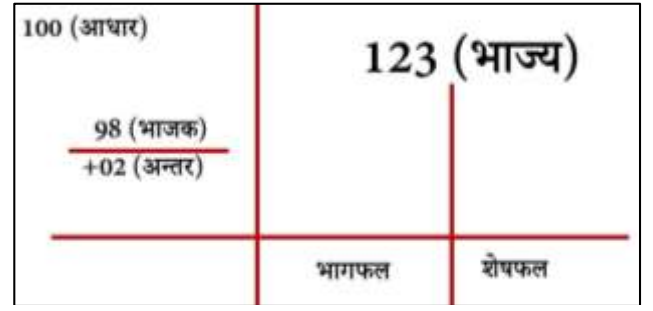 100 (आधार)
123 (भाज्य)
98 (भाजक)
+02 (अन्तर)
भागफल
शेषफल